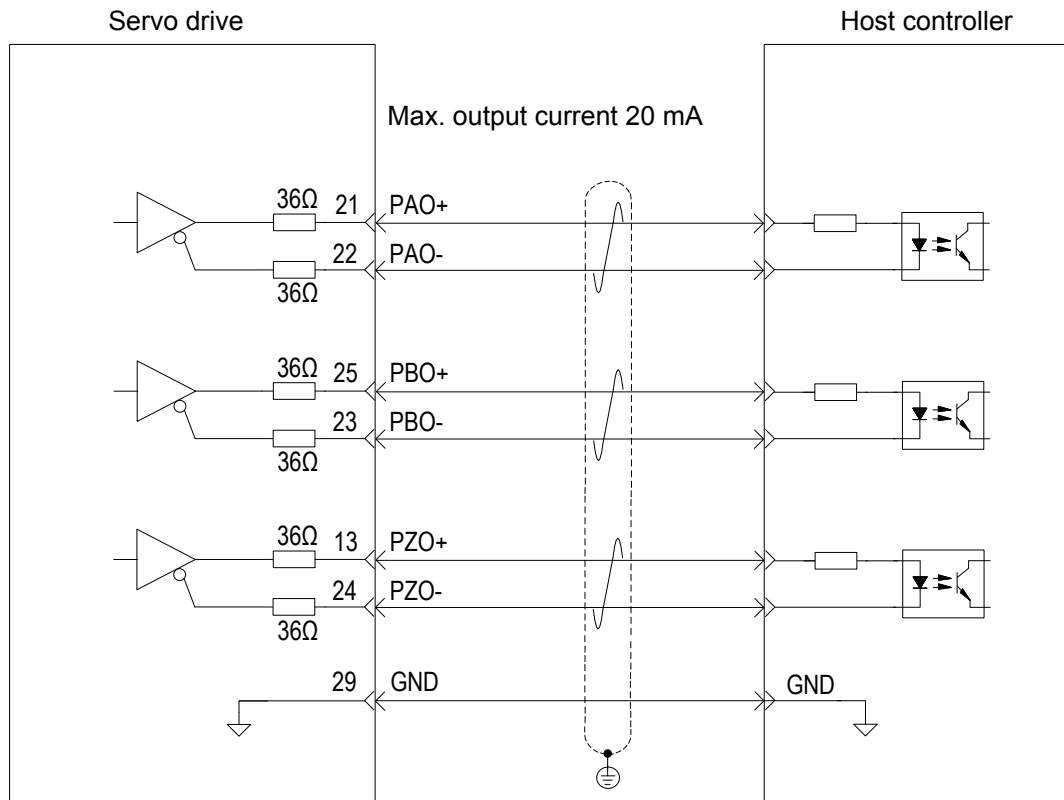 Servo drive
Host controller
Max. output current 20 mA
36Ω 21 PAO+
22 PAO-
36Ω
36Ω 25 PBO+
23 PBO-
36Ω
36Ω 13 PZO+
24 PZO-
36Ω
29 GND GND